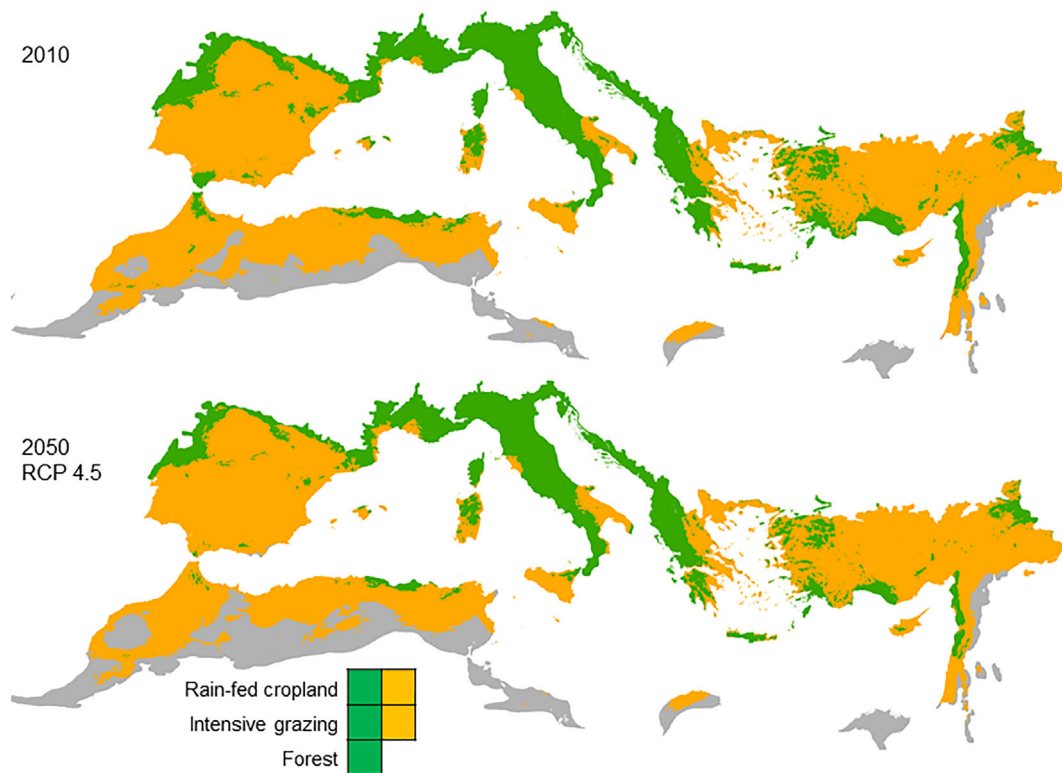 2010
2050
RCP 4.5
Rain-fed cropland
Intensive grazing
Forest